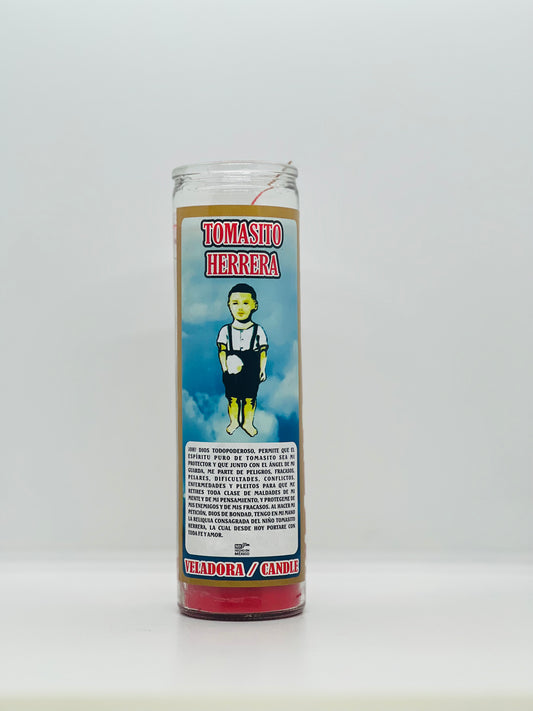 TOMASITO
HERRERA
¡OH! DIOS TODOPODEROSO, PERMITE QUE EL
ESPÍRITU PURO DE TOMASITO SEA MI
PROTECTOR Y QUE JUNTO CON EL ÁNGEL DE MI
GUARDA, ME PARTE DE PELIGROS, FRACASOS,
PESARES, DIFICULTADES, CONFLICTOS,
ENFERMEDADES Y PLEITOS PARA QUE ME
RETIRES TODA CLASE DE MALDADES DE MI
MENTE Y DE MI PENSAMIENTO, Y PROTEGEME DE
MIS ENEMIGOS Y DE MIS FRACASOS. AL HACER MI
PETICIÓN, DIOS DE BONDAD, TENGO EN MI MANO
LA RELIQUIA CONSAGRADA DEL NIÑO TOMASITO
HERRERA, LA CUAL DESDE HOY PORTARE CON
TODA FE Y AMOR.
HECHO EN
MÉXICO
VELADORA / CANDLE